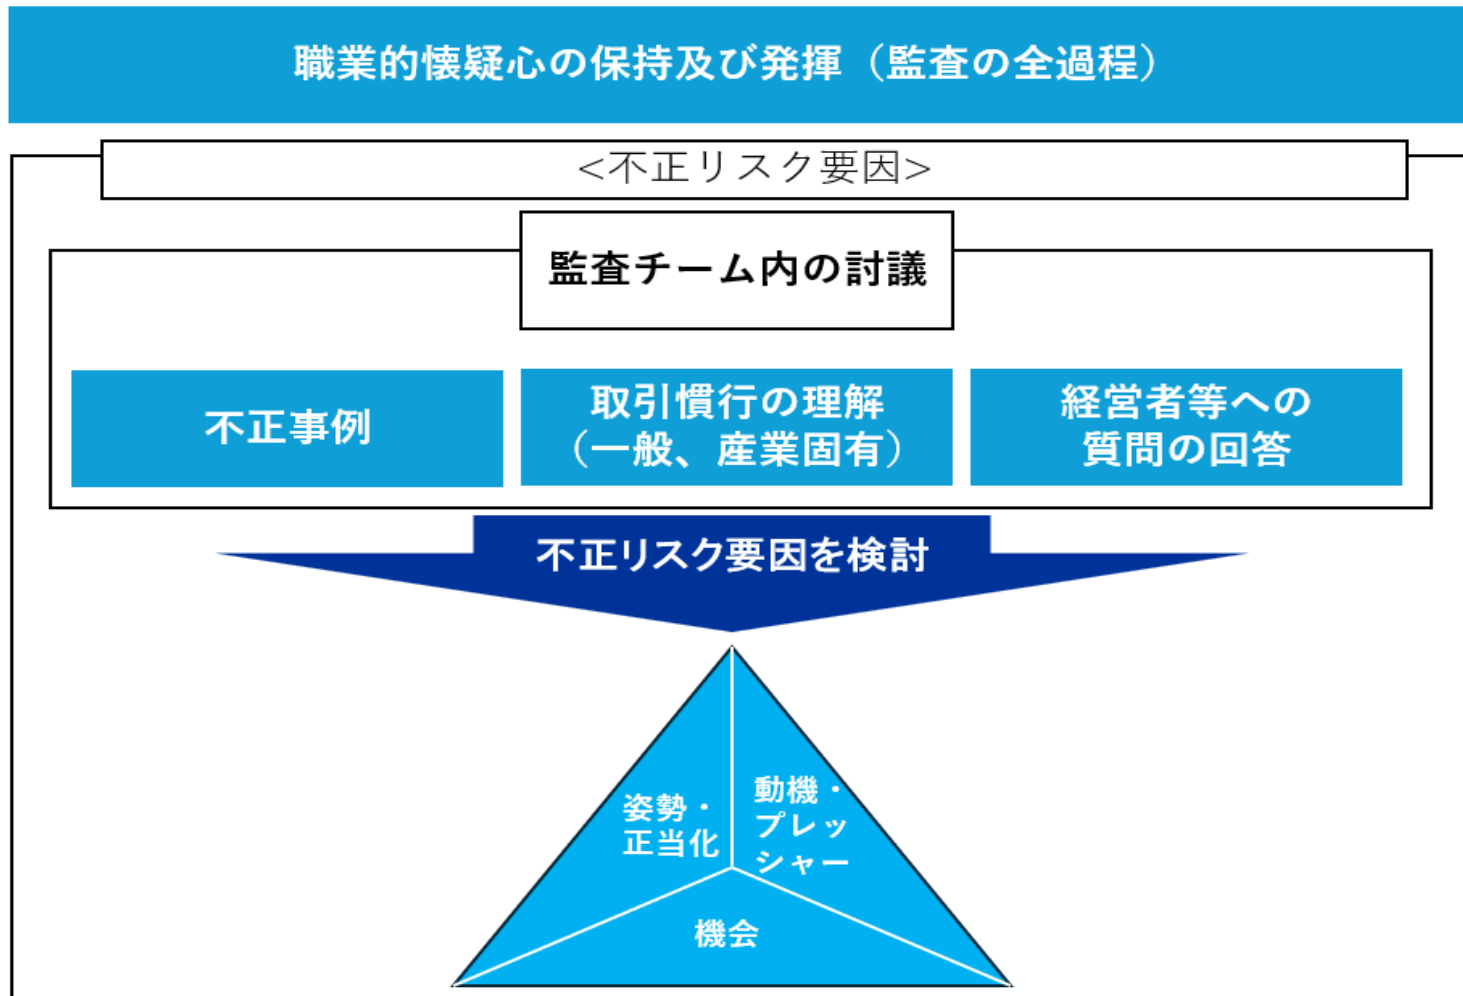 職業的懐疑心の保持及び発揮（監査の全過程）
<不正リスク要因>
監査チーム内の討議
不正事例
取引慣行の理解
（一般、産業固有）
経営者等への
質問の回答
不正リスク要因を検討
姿勢・
正当化
動機・
プレッ
シャー
機会